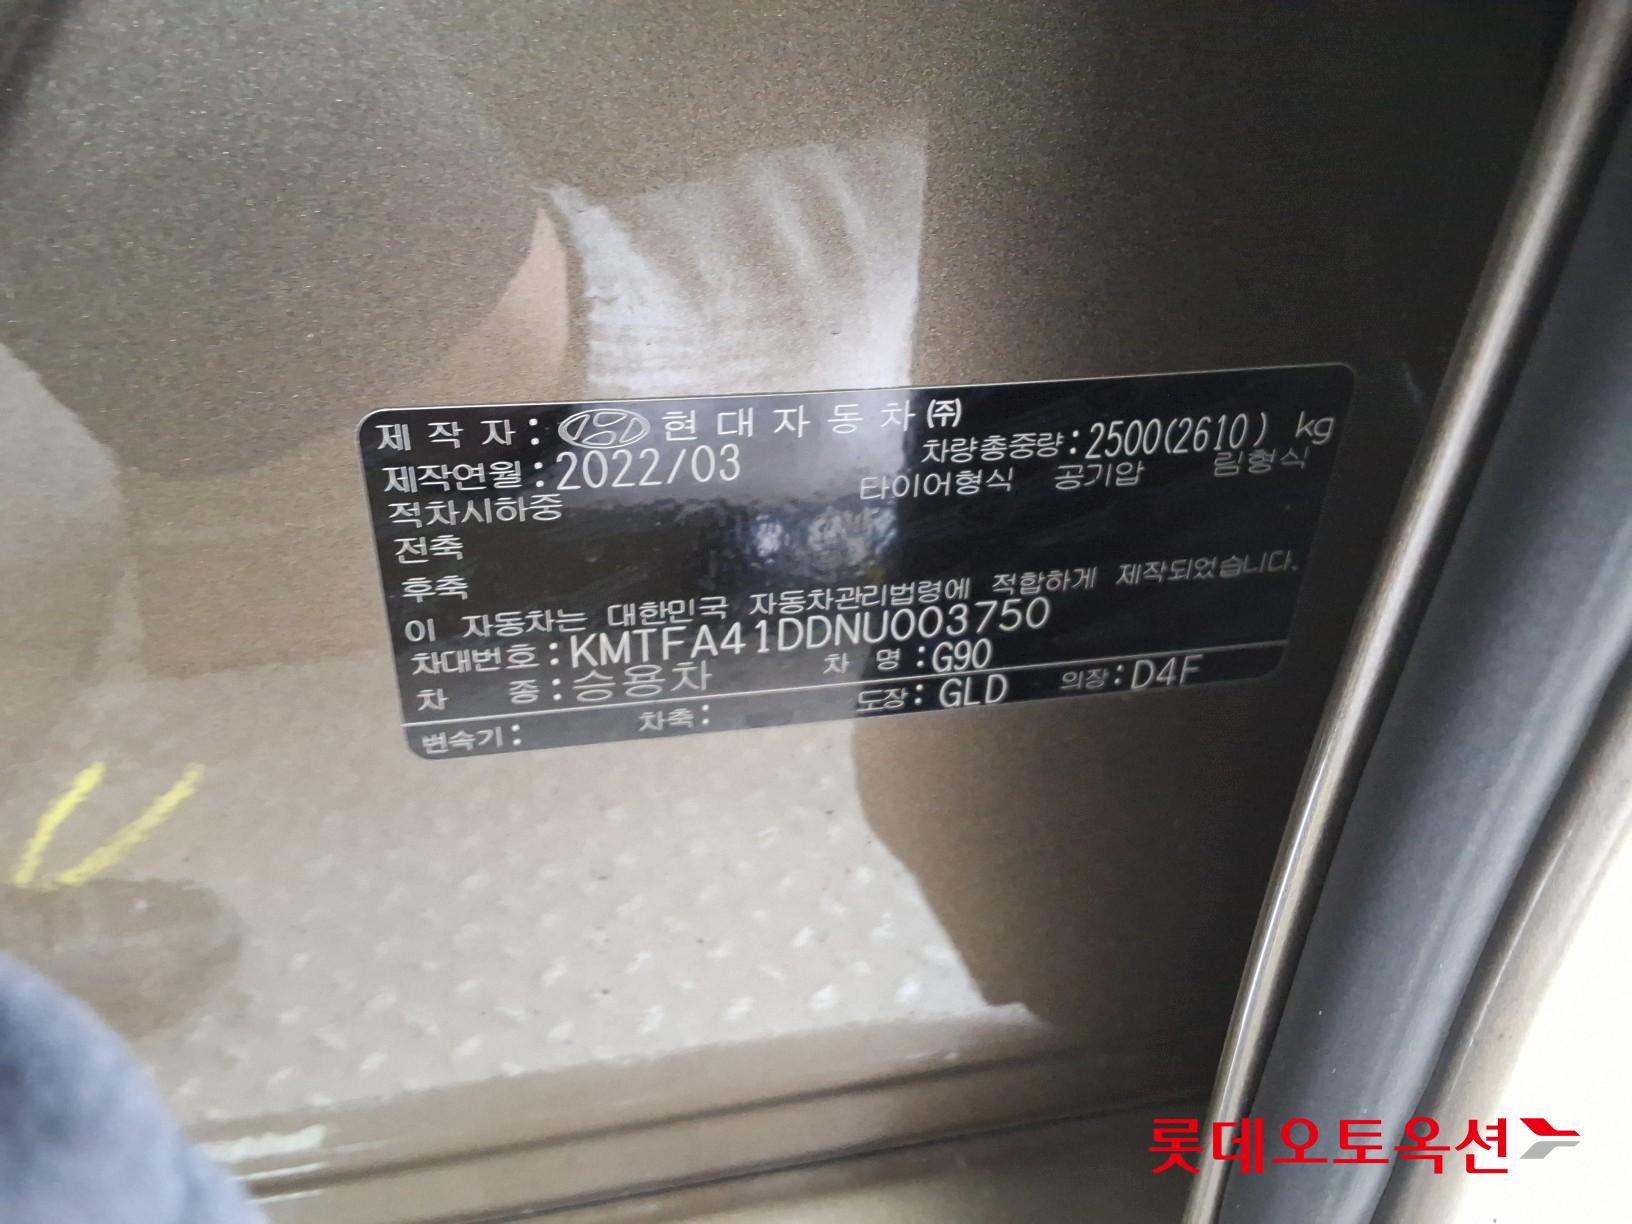 제 작 자 : 현 대 자 동 차 ㈜
제작연월 : 2022/03
차량총중량 : 2500(2610) kg
적차시하중
타이어형식 공기압 림형식
전축
후축
이 자동차는 대한민국 자동차관리법령에 적합하게 제작되었습니다.
차대번호 : KMTFA41DDNU003750
차 종 : 승용차 차 명 : G90
변속기 : 차축 : 도장 : GLD 의장 : D4F
롯데오토옥션